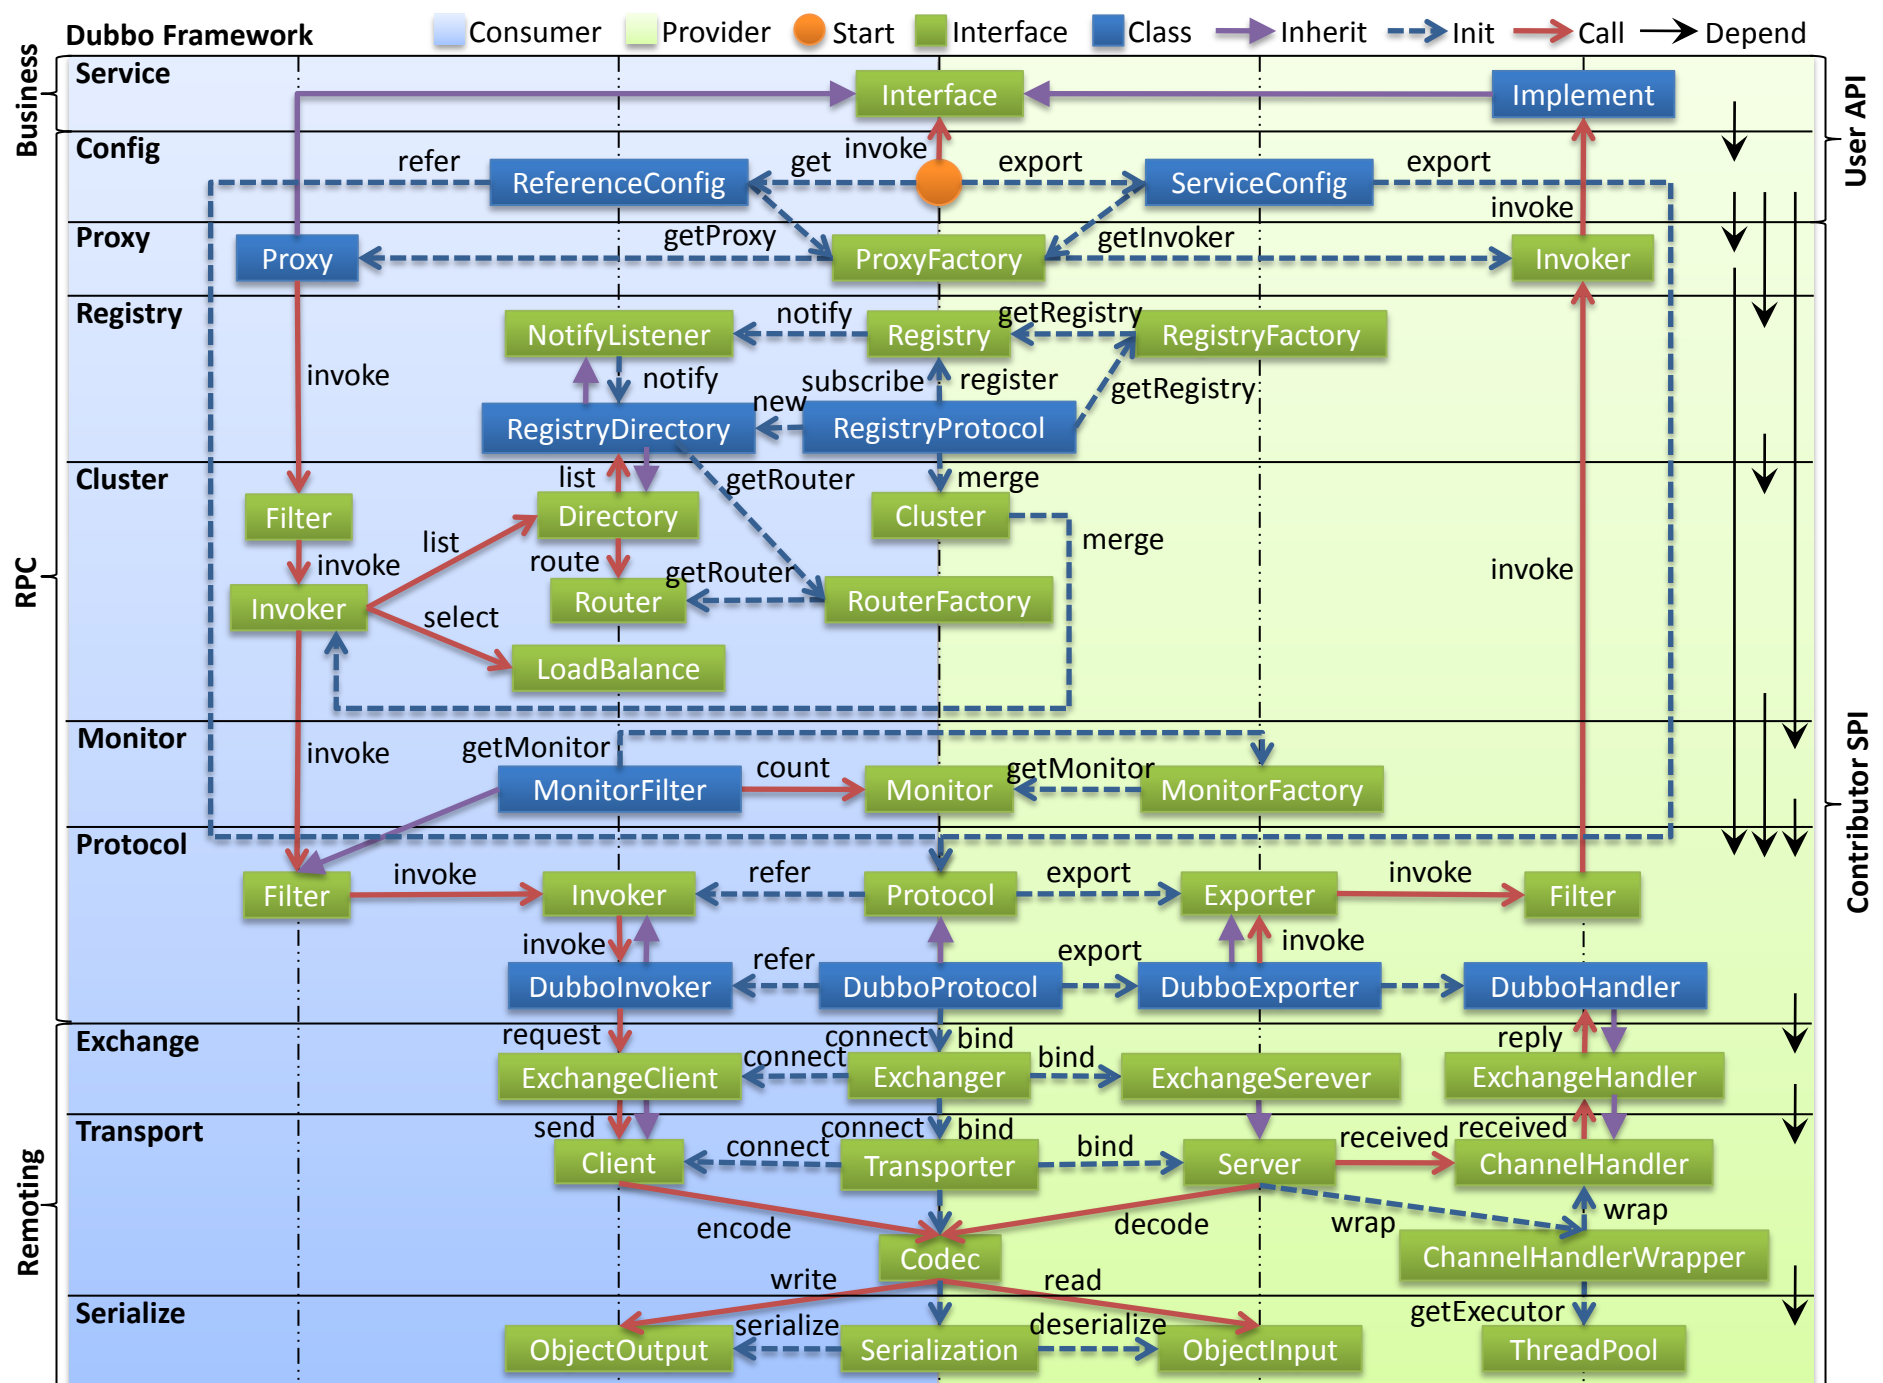 Dubbo Framework
Consumer
Provider
Start
Interface
Class
Inherit
Init
Call
Depend
Business
RPC
Remoting
User API
Contributor SPI
Service
Interface
Implement
Config
refer
ReferenceConfig
get
invoke
export
ServiceConfig
export
invoke
Proxy
Proxy
getProxy
ProxyFactory
getInvoker
Invoker
Registry
NotifyListener
notify
Registry
getRegistry
RegistryFactory
invoke
notify
subscribe
register
getRegistry
RegistryDirectory
new
RegistryProtocol
Cluster
list
getRouter
merge
Filter
list
Directory
Cluster
merge
invoke
route
getRouter
invoke
Invoker
Router
RouterFactory
select
LoadBalance
Monitor
invoke
getMonitor
MonitorFilter
count
Monitor
getMonitor
MonitorFactory
Protocol
Filter
invoke
Invoker
refer
Protocol
export
Exporter
invoke
Filter
invoke
refer
export
invoke
DubboInvoker
DubboProtocol
DubboExporter
DubboHandler
Exchange
request
connect
bind
reply
ExchangeClient
connect
Exchanger
bind
ExchangeSerever
ExchangeHandler
Transport
send
connect
bind
received
Client
connect
Transporter
bind
Server
received
ChannelHandler
encode
decode
wrap
wrap
Codec
ChannelHandlerWrapper
write
read
Serialize
getExecutor
ObjectOutput
serialize
Serialization
deserialize
ObjectInput
ThreadPool